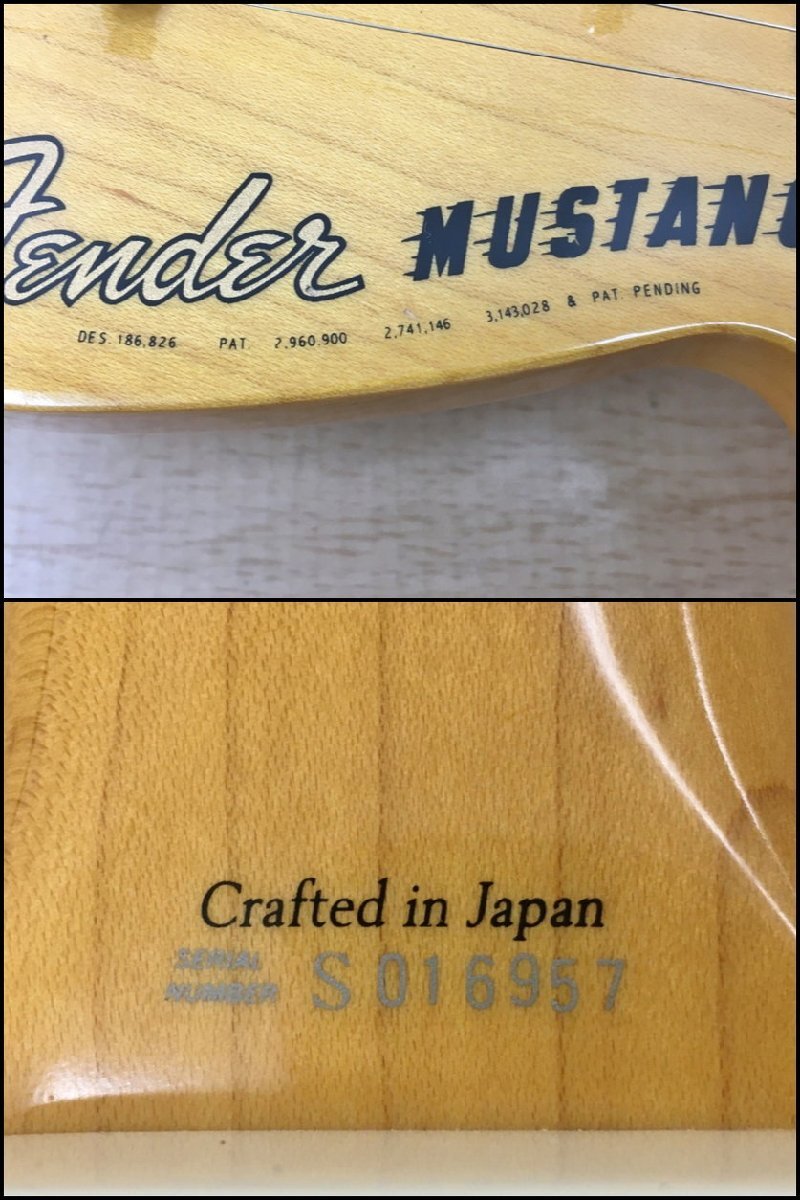 Fender MUSTANG
DES. 186,826 PAT. 2,960,900 2,741,146 3,143,028 & PAT. PENDING
Crafted in Japan
SERIAL
NUMBER S016957